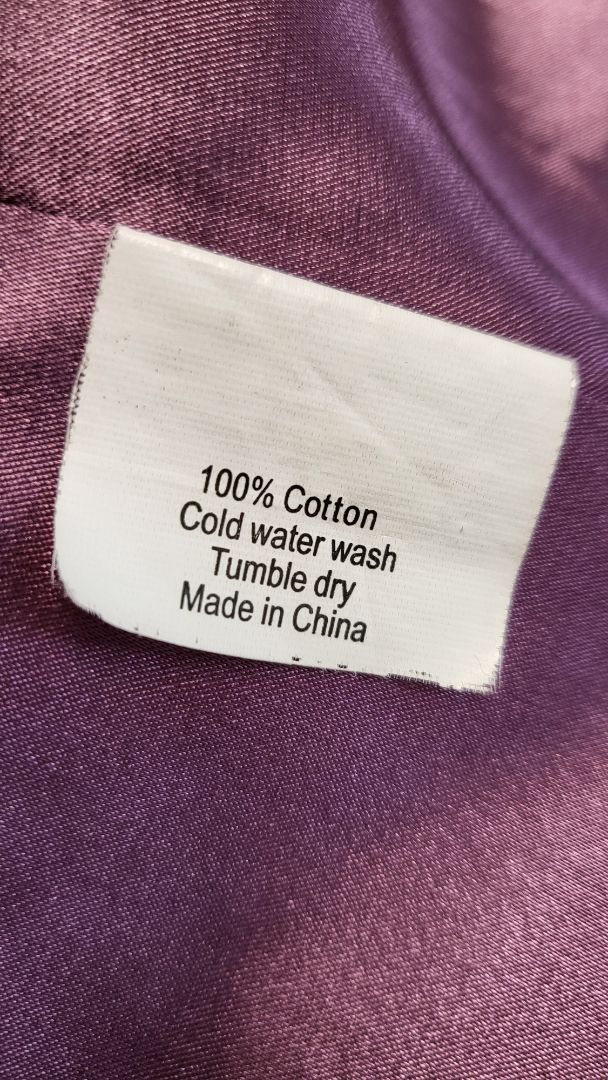 100% Cotton
Cold water wash
Tumble dry
Made in China